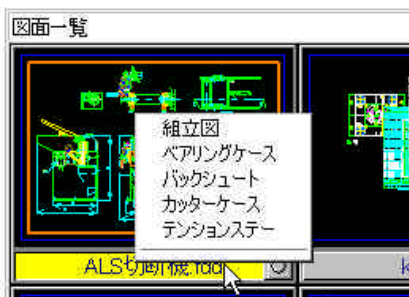 図面一覧
組立図
ベアリングケース
バックシュート
カッターケース
テンションステー
ALS切断機.fdd
k